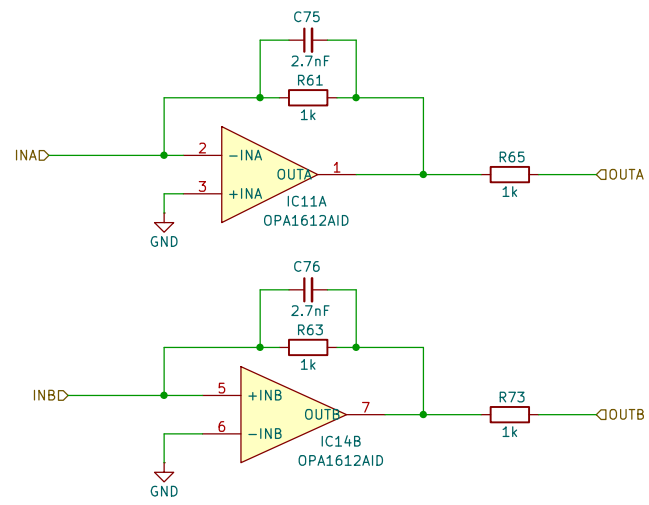 C75
2.7nF
R61
1k
INA
2
-INA
OUTA
1
3
+INA
R65
1k
OUTA
IC11A
OPA1612AID
GND
C76
2.7nF
R63
1k
INB
5
+INB
OUTB
7
6
-INB
R73
1k
OUTB
IC14B
OPA1612AID
GND